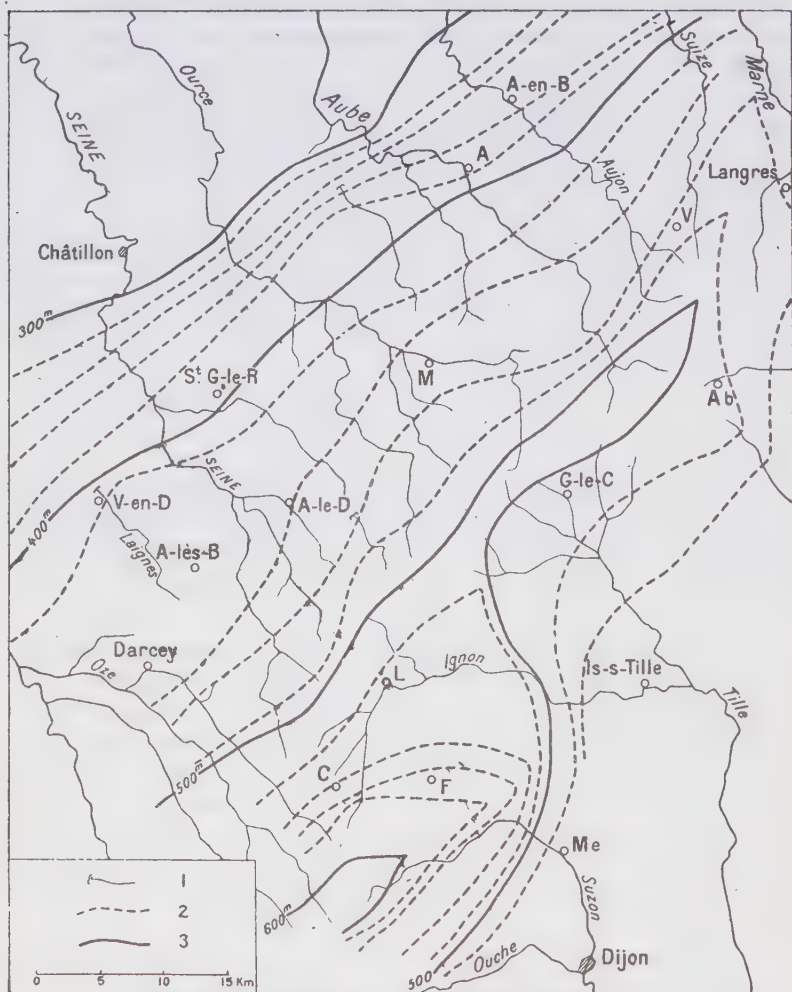 SEINE
Ource
Aube
A-en-B
Suize
Marne
A
Aujon
Langres
V
Châtillon
300m
St G-le-R
M
Ab
SEINE
G-le-C
V-en-D
A-le-D
400m
Laignes
A-lès-B
Darcey
Oze
L
Ignon
Is-s-Tille
Tille
500m
C
F
Me
600m
Suzon
500
Ouche
Dijon
1
2
3
0 5 10 15 Km